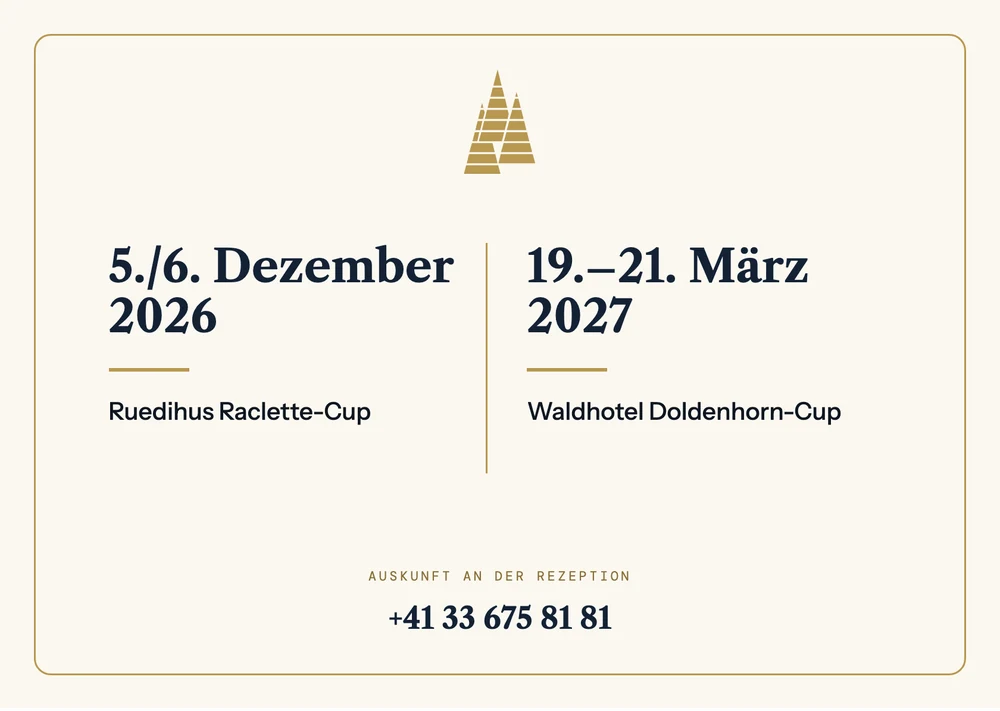 5./6. Dezember
2026
Ruedihus Raclette-Cup
19.–21. März
2027
Waldhotel Doldenhorn-Cup
AUSKUNFT AN DER REZEPTION
+41 33 675 81 81